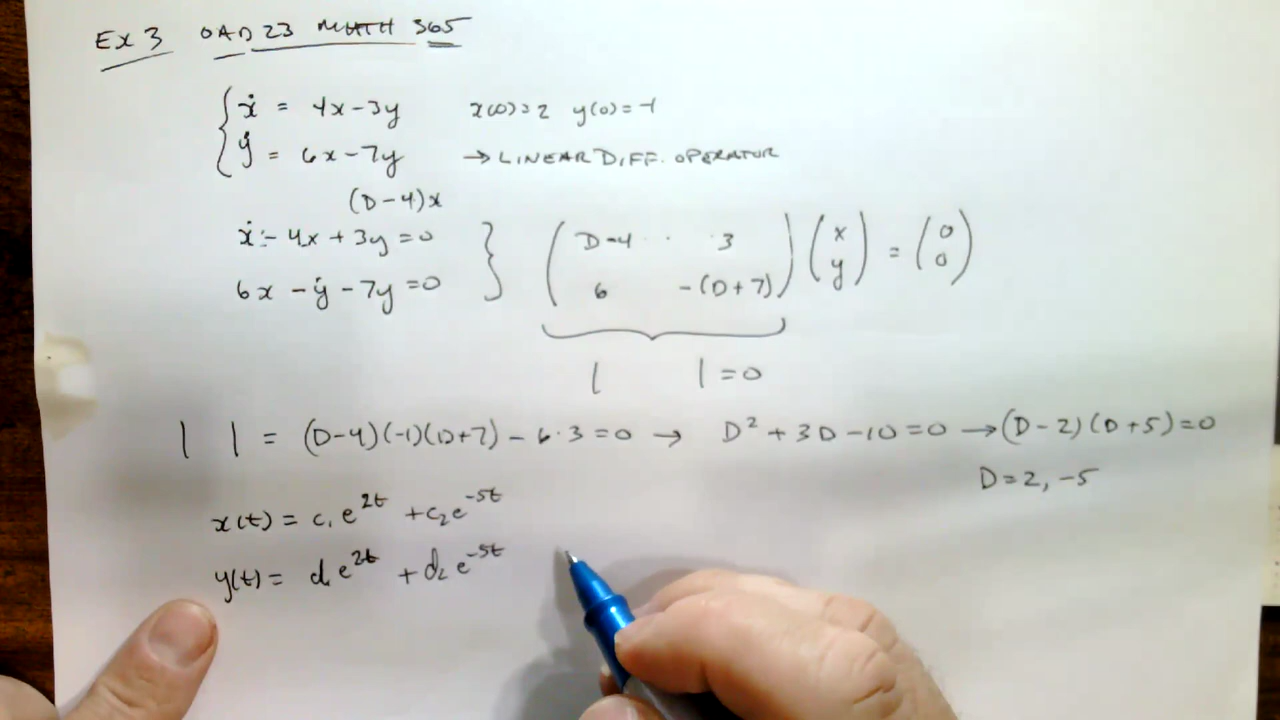 Ex 3 OAD 23 MATH 365
ẋ = 4x-3y x(0)=2 y(0)=-1
ẏ = 6x-7y → LINEAR DIFF. OPERATOR
(D-4)x
ẋ - 4x + 3y = 0
6x - ẏ - 7y = 0
D-4 3
6 -(D+7)
x
y
=
0
0
| | = 0
| | = (D-4)(-1)(D+7) - 6·3 = 0 → D² + 3D - 10 = 0 → (D-2)(D+5) = 0
D = 2, -5
x(t) = c₁e^{2t} + c₂e^{-5t}
y(t) = d₁e^{2t} + d₂e^{-5t}